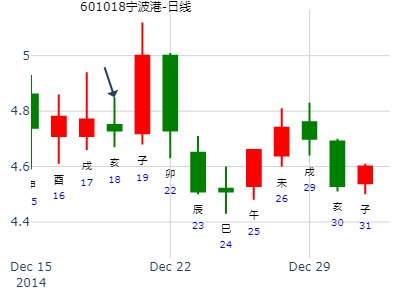 601018宁波港-日线
5
4.8
4.6
4.4
酉
16
戌
17
亥
18
子
19
卯
22
辰
23
巳
24
午
25
未
26
戌
29
亥
30
子
31
5
Dec 15
2014
Dec 22
Dec 29